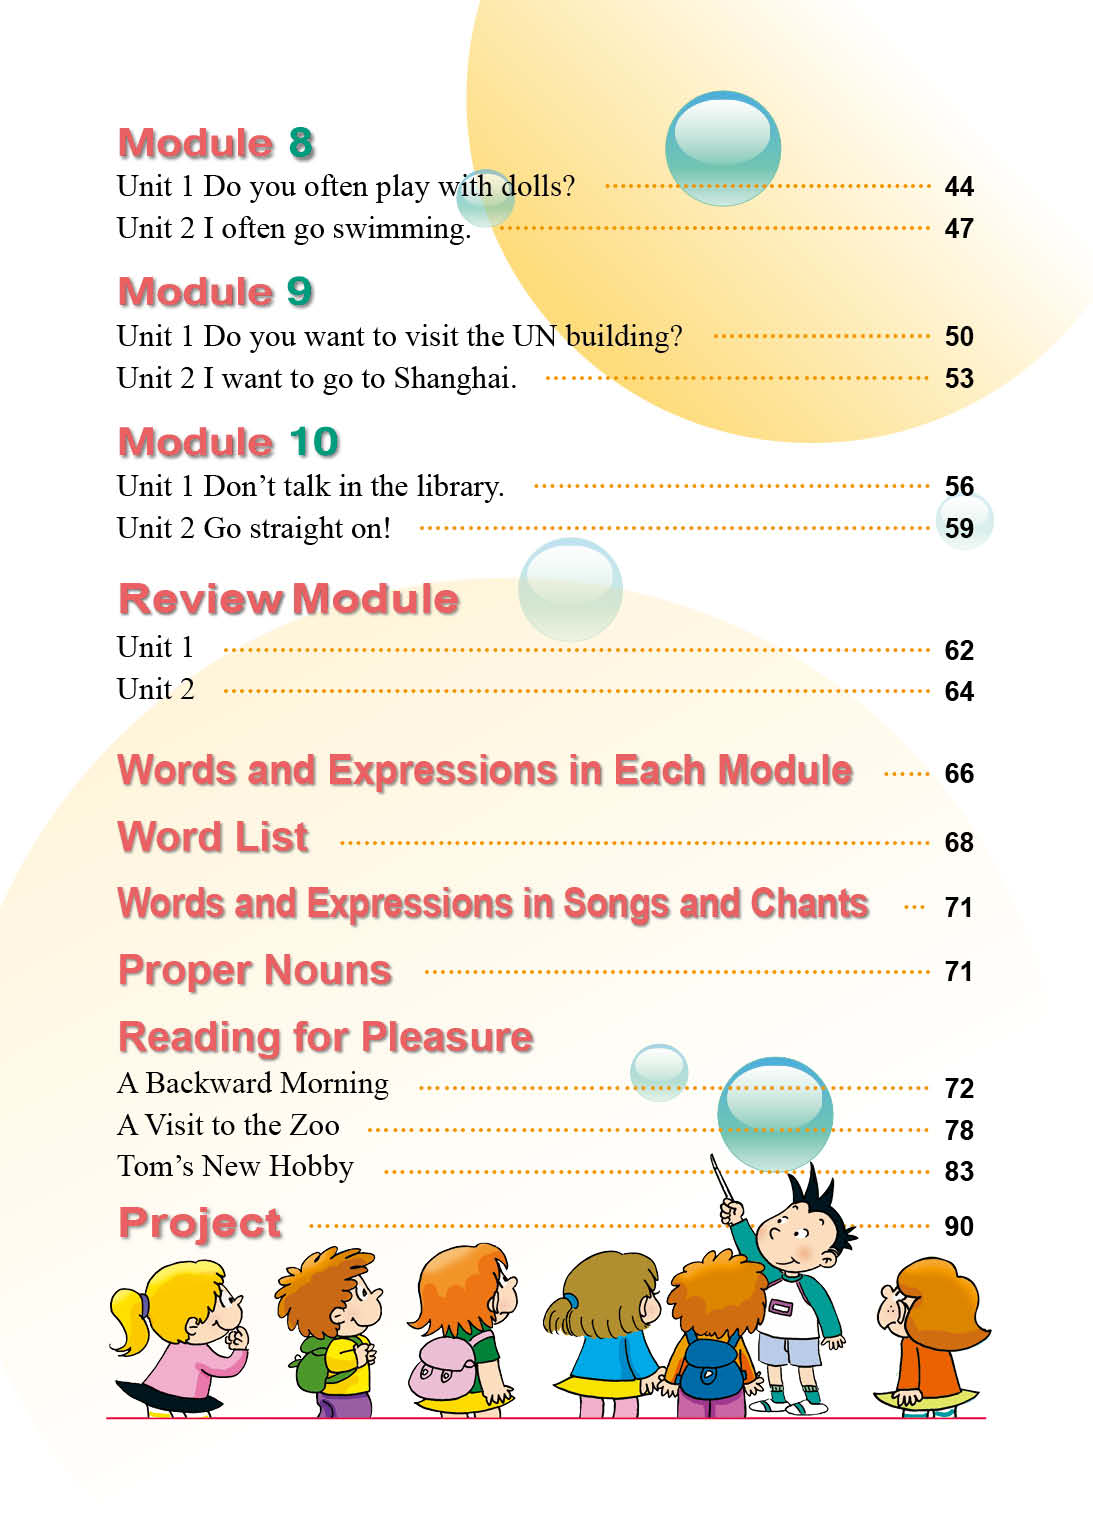 Module 8
Unit 1 Do you often play with dolls? 44
Unit 2 I often go swimming. 47
Module 9
Unit 1 Do you want to visit the UN building? 50
Unit 2 I want to go to Shanghai. 53
Module 10
Unit 1 Don’t talk in the library. 56
Unit 2 Go straight on! 59
Review Module
Unit 1 62
Unit 2 64
Words and Expressions in Each Module 66
Word List 68
Words and Expressions in Songs and Chants 71
Proper Nouns 71
Reading for Pleasure
A Backward Morning 72
A Visit to the Zoo 78
Tom’s New Hobby 83
Project 90